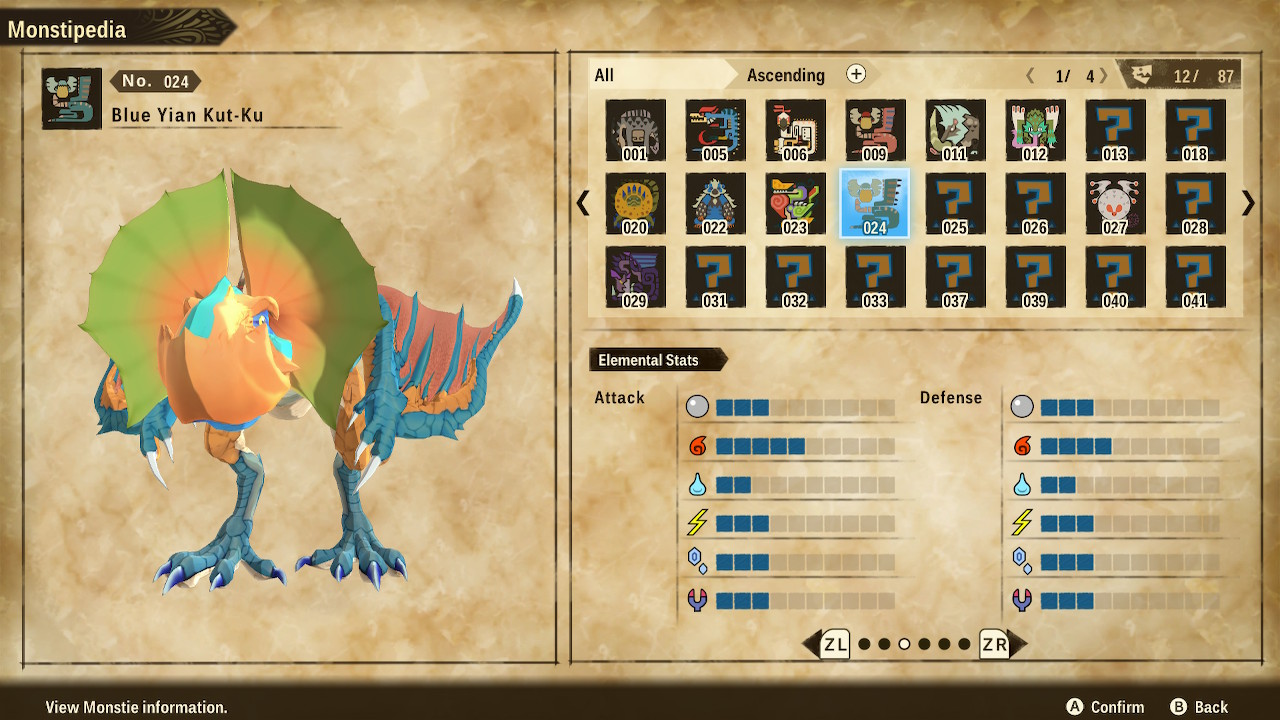 Monstipedia
No. 024
Blue Yian Kut-Ku
All
Ascending
1/ 4
12/ 87
001 005 006 009 011 012 013 018
020 022 023 024 025 026 027 028
029 031 032 033 037 039 040 041
Elemental Stats
Attack
Defense
ZL ZR
View Monstie information.
A Confirm B Back